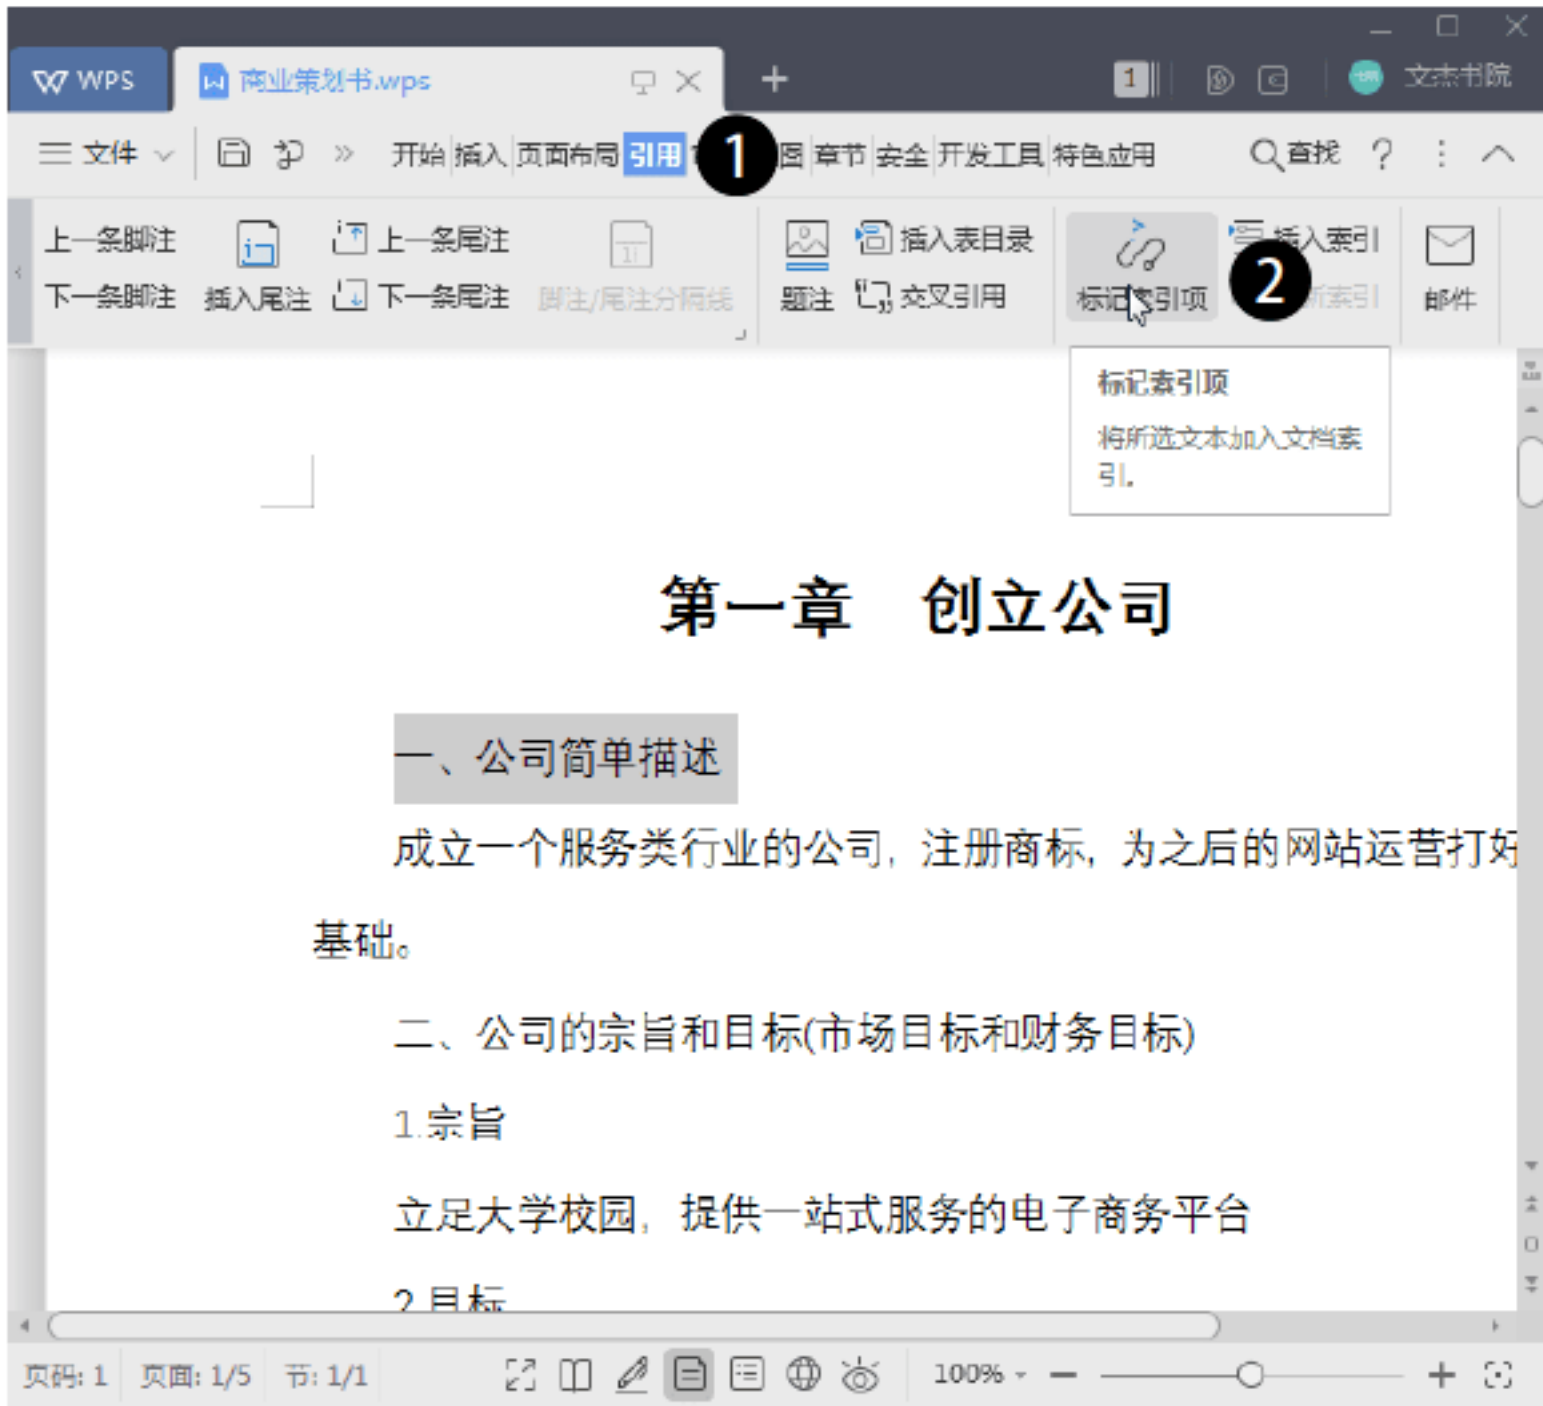 WPS 商业策划书.wps 1 文杰书院
文件 开始 插入 页面布局 引用 1 图 章节 安全 开发工具 特色应用 查找 ?
上一条脚注 上一条尾注 插入表目录 插入索引
下一条脚注 插入尾注 下一条尾注 脚注/尾注分隔线 题注 交叉引用 标记索引项 2 新索引 邮件
标记索引项
将所选文本加入文档索
引。
第一章 创立公司
一、公司简单描述
成立一个服务类行业的公司,注册商标,为之后的网站运营打好
基础。
二、公司的宗旨和目标(市场目标和财务目标)
1.宗旨
立足大学校园,提供一站式服务的电子商务平台
2.目标
页码: 1 页面: 1/5 节: 1/1 100%